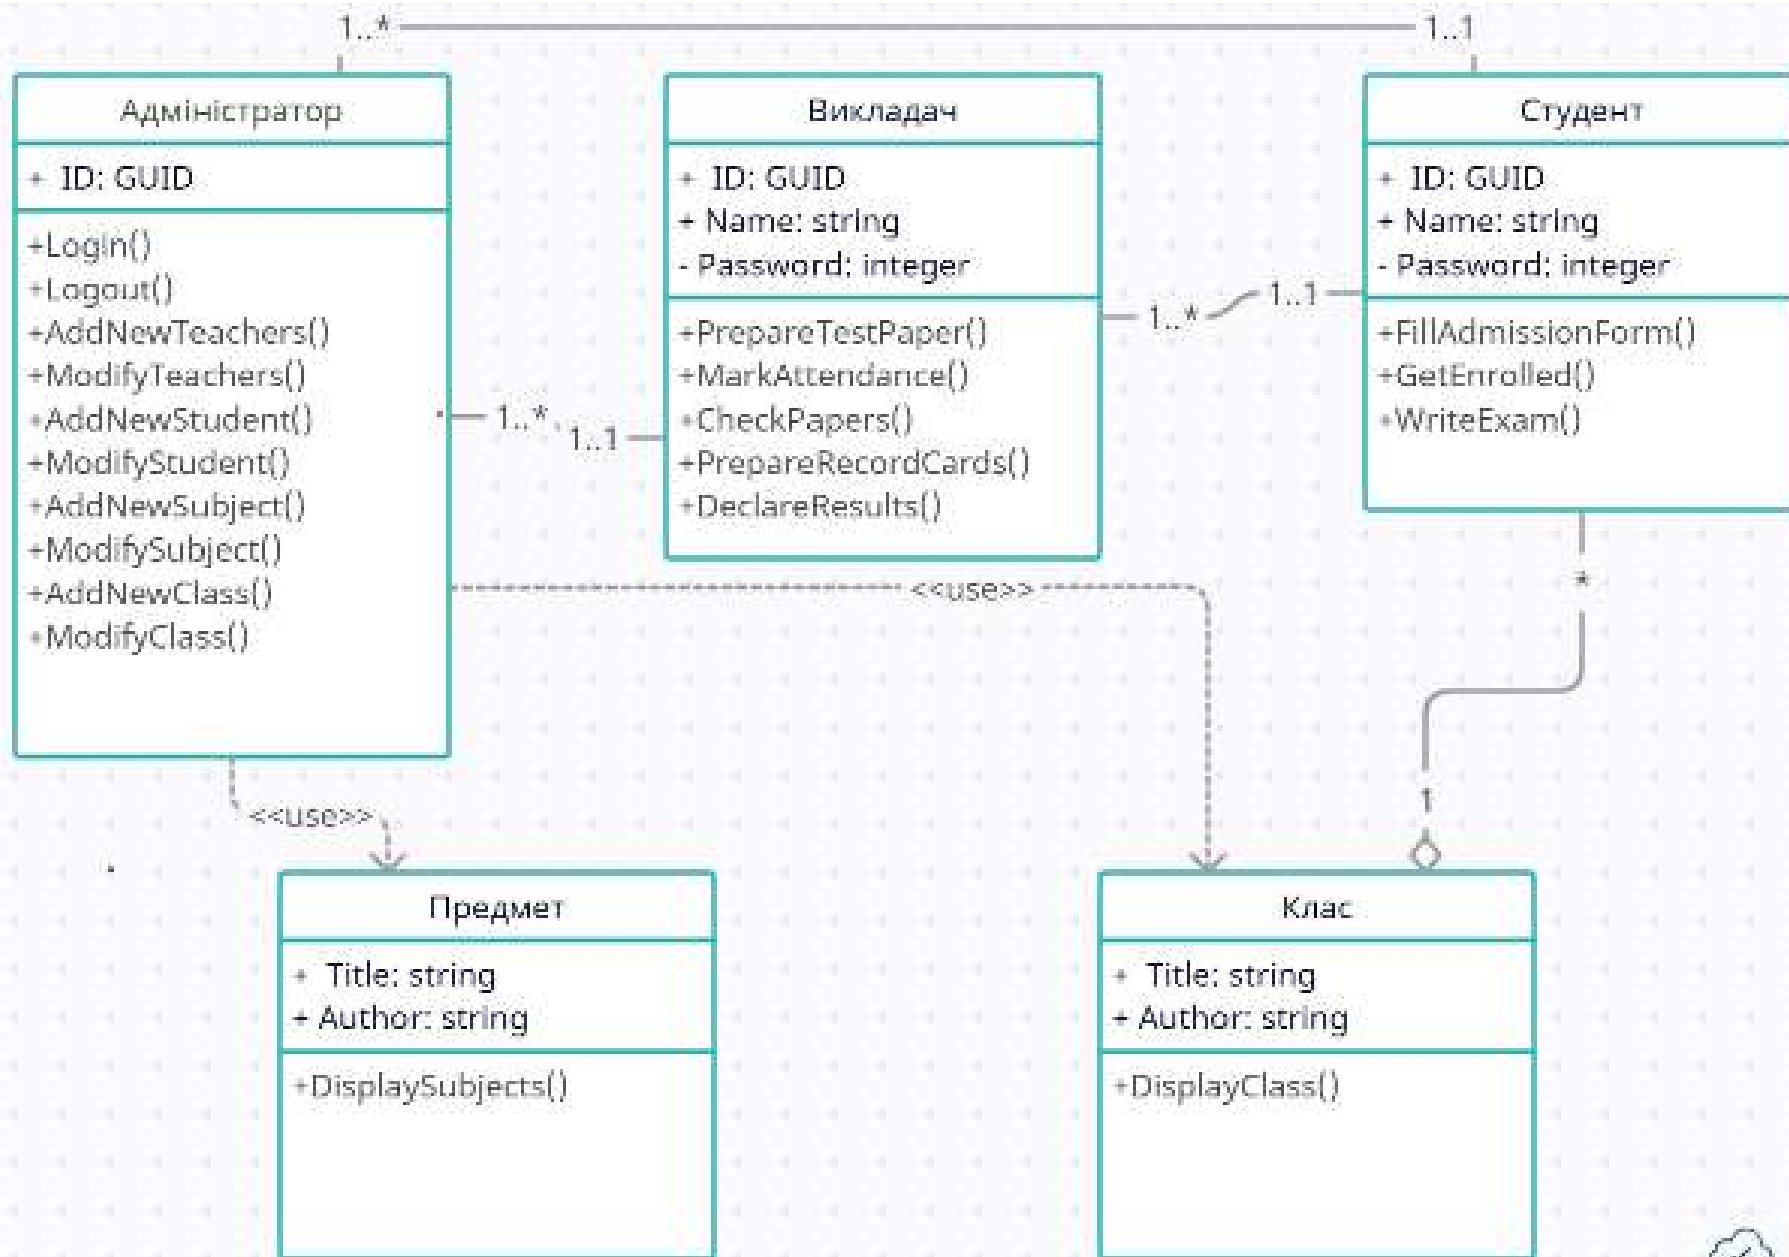 1..*
1..1
Адміністратор
+ ID: GUID
+Login()
+Logout()
+AddNewTeachers()
+ModifyTeachers()
+AddNewStudent()
+ModifyStudent()
+AddNewSubject()
+ModifySubject()
+AddNewClass()
+ModifyClass()
1..*
1..1
Викладач
+ ID: GUID
+ Name: string
- Password: integer
+PrepareTestPaper()
+MarkAttendance()
+CheckPapers()
+PrepareRecordCards()
+DeclareResults()
1..*
1..1
Студент
+ ID: GUID
+ Name: string
- Password: integer
+FillAdmissionForm()
+GetEnrolled()
+WriteExam()
<<use>>
*
1
<<use>>
Предмет
+ Title: string
+ Author: string
+DisplaySubjects()
Клас
+ Title: string
+ Author: string
+DisplayClass()